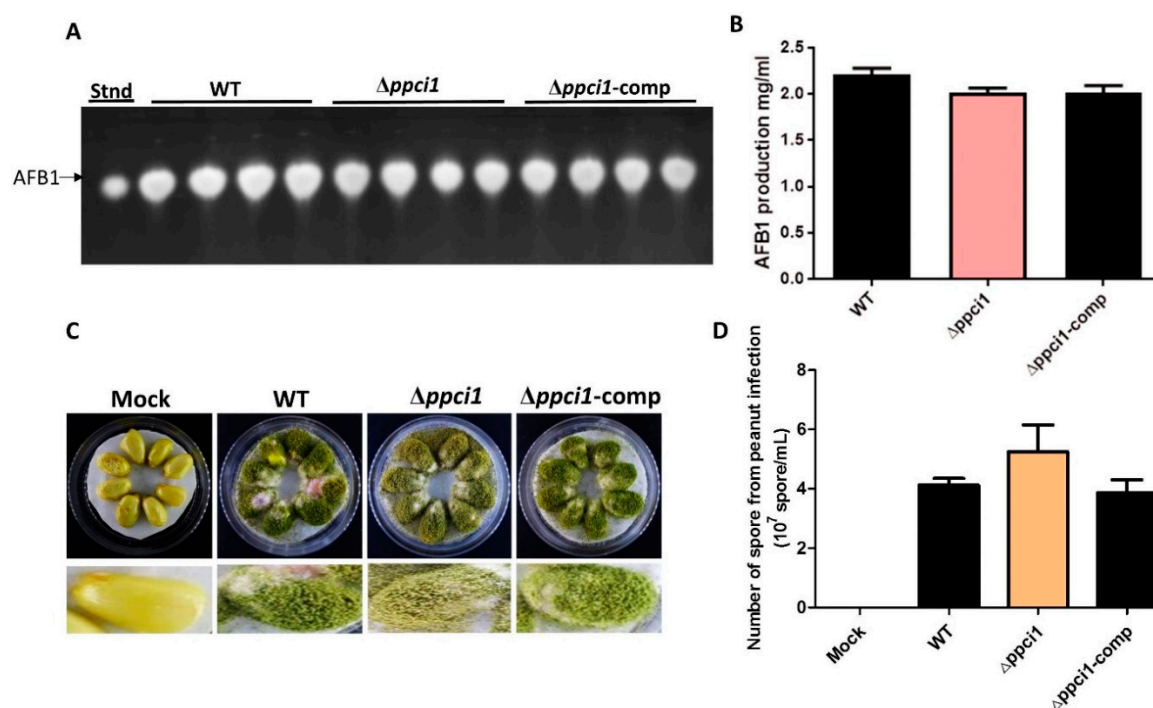 A
Stnd WT Δppci1 Δppci1-comp
AFB1
B
AFB1 production mg/ml
2.5
2.0
1.5
1.0
0.5
0.0
WT
Δppci1
Δppci1-comp
C
Mock WT Δppci1 Δppci1-comp
D
Number of spore from peanut infection
(10⁷ spore/mL)
8
6
4
2
0
Mock
WT
Δppci1
Δppci1-comp